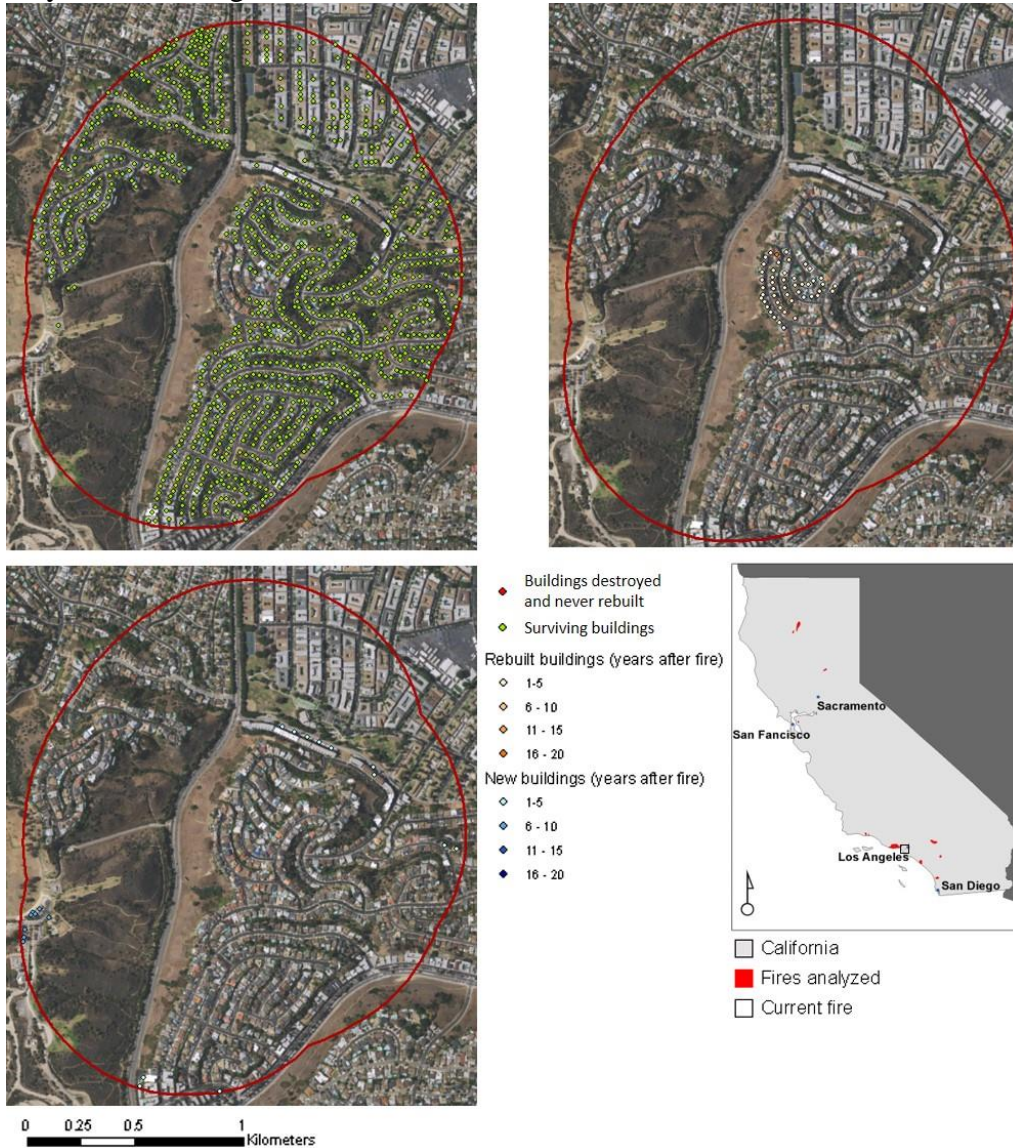 Buildings destroyed
and never rebuilt
Surviving buildings
Rebuilt buildings (years after fire)
1-5
6 - 10
11 - 15
16 - 20
New buildings (years after fire)
1-5
6 - 10
11 - 15
16 - 20
Sacramento
San Fancisco
Los Angeles
San Diego
California
Fires analyzed
Current fire
0 0.25 0.5 1
Kilometers